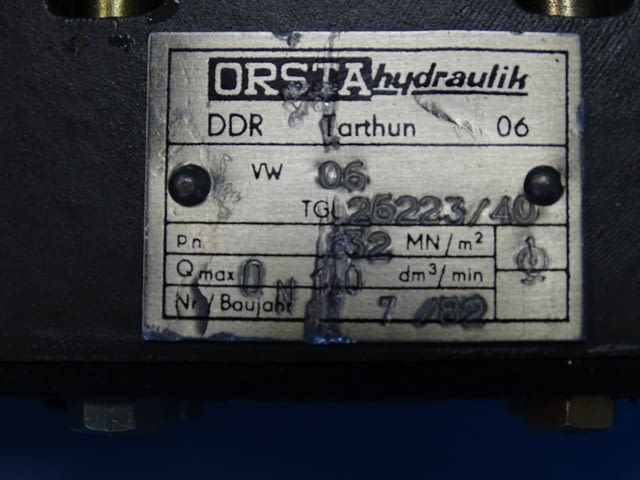 ORSTA hydraulik
DDR Tarthun 06
VW 06
TGL 26223/40
pn 32 MN/m²
Qmax dm³/min
Nr/Baujahr 7/82